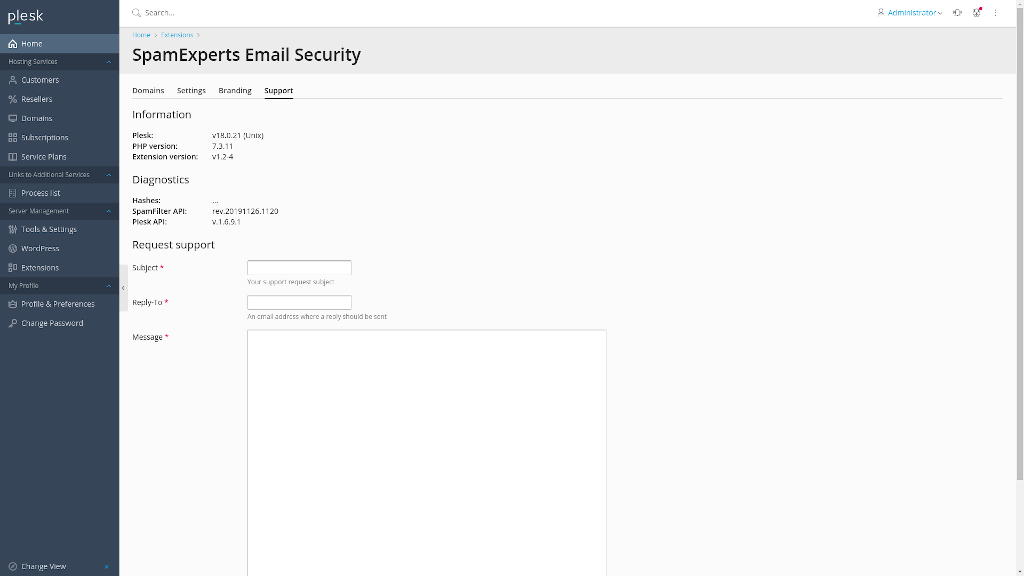 plesk
Search...
Administrator
Home
Hosting Services
Customers
Resellers
Domains
Subscriptions
Service Plans
Links to Additional Services
Process list
Server Management
Tools & Settings
WordPress
Extensions
My Profile
Profile & Preferences
Change Password
Change View
Home > Extensions >
SpamExperts Email Security
Domains Settings Branding Support
Information
Plesk: v18.0.21 (Unix)
PHP version: 7.3.11
Extension version: v1.2-4
Diagnostics
Hashes: ...
SpamFilter API: rev.20191126.1120
Plesk API: v.1.6.9.1
Request support
Subject *
Your support request subject
Reply-To *
An email address where a reply should be sent
Message *